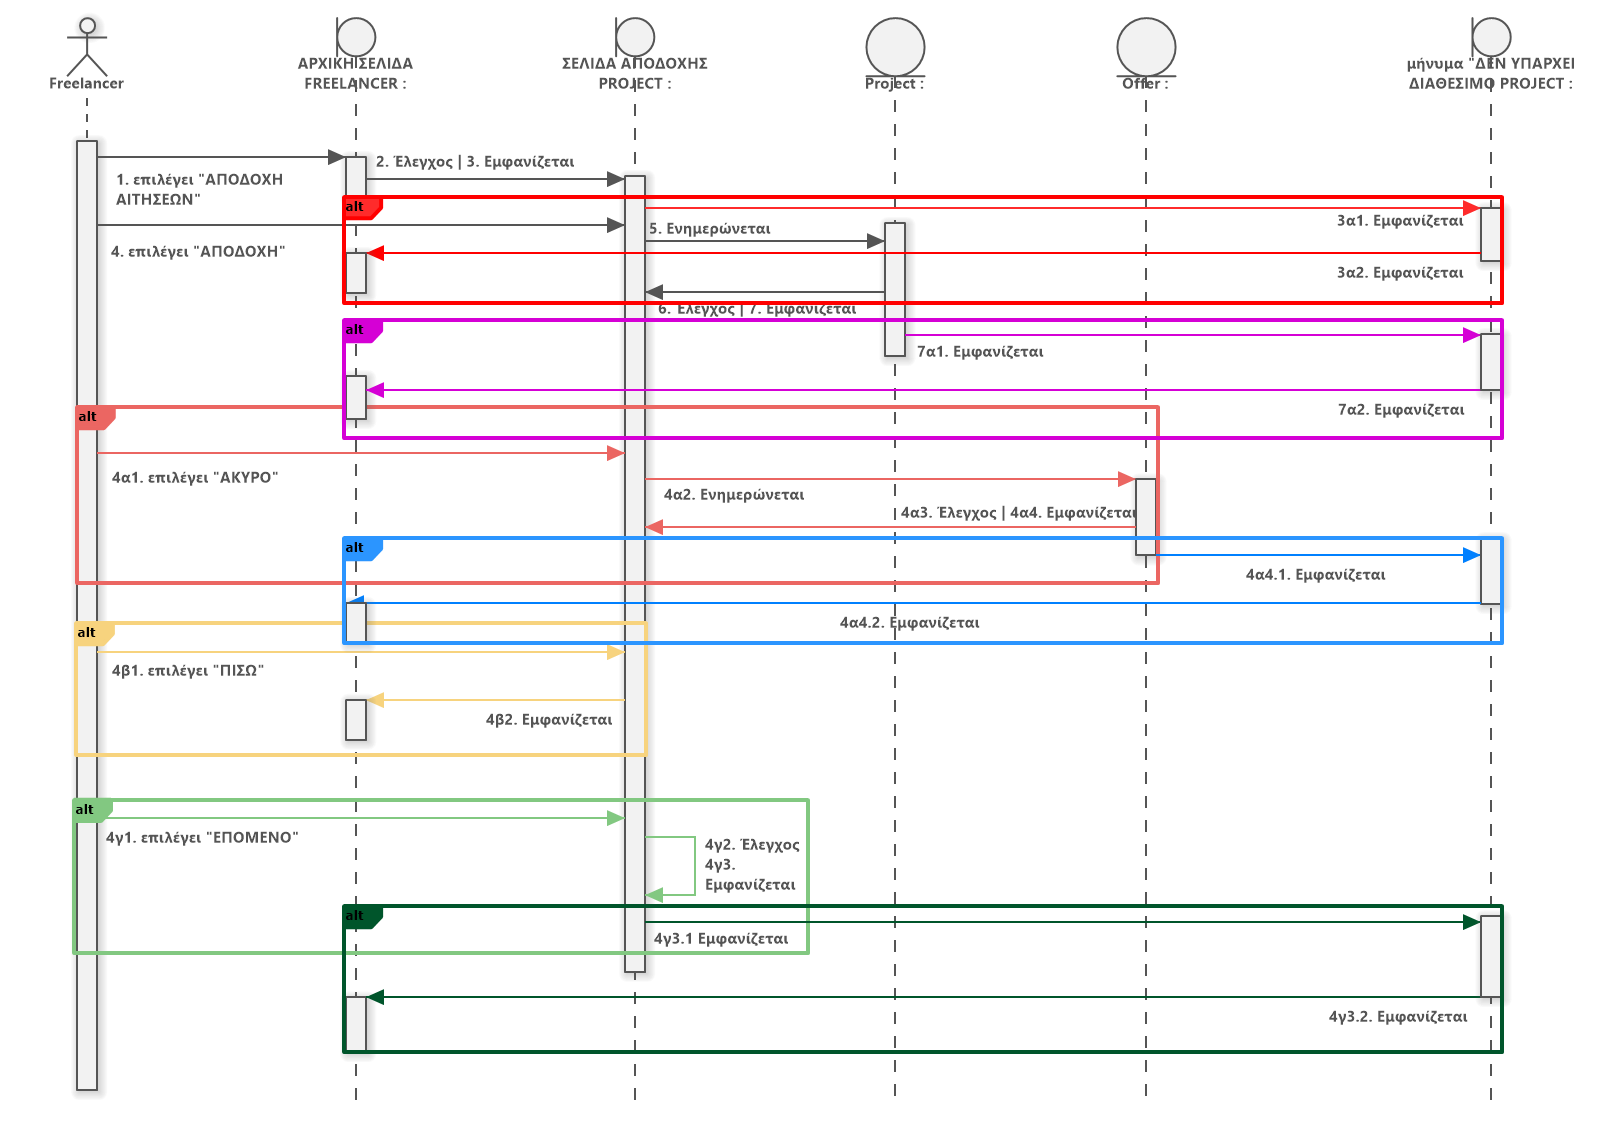 Freelancer
ΑΡΧΙΚΗ ΣΕΛΙΔΑ
FREELANCER :
ΣΕΛΙΔΑ ΑΠΟΔΟΧΗΣ
PROJECT :
Project :
Offer :
μήνυμα "ΔΕΝ ΥΠΑΡΧΕΙ
ΔΙΑΘΕΣΙΜΟ PROJECT :
2. Έλεγχος | 3. Εμφανίζεται
1. επιλέγει "ΑΠΟΔΟΧΗ
ΑΙΤΗΣΕΩΝ"
alt
3α1. Εμφανίζεται
5. Ενημερώνεται
4. επιλέγει "ΑΠΟΔΟΧΗ"
3α2. Εμφανίζεται
6. Έλεγχος | 7. Εμφανίζεται
alt
7α1. Εμφανίζεται
7α2. Εμφανίζεται
alt
4α1. επιλέγει "ΑΚΥΡΟ"
4α2. Ενημερώνεται
4α3. Έλεγχος | 4α4. Εμφανίζεται
alt
4α4.1. Εμφανίζεται
4α4.2. Εμφανίζεται
alt
4β1. επιλέγει "ΠΙΣΩ"
4β2. Εμφανίζεται
alt
4γ1. επιλέγει "ΕΠΟΜΕΝΟ"
4γ2. Έλεγχος
4γ3.
Εμφανίζεται
alt
4γ3.1 Εμφανίζεται
4γ3.2. Εμφανίζεται